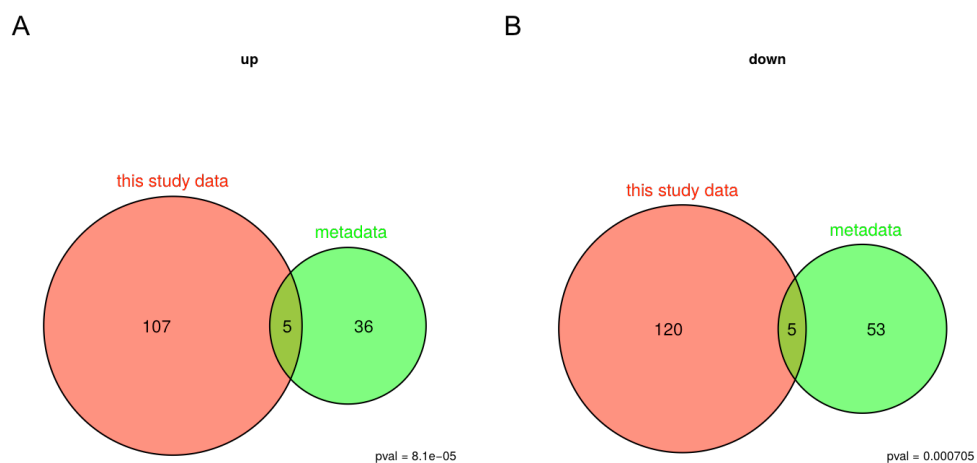 A
up
this study data
metadata
107
5
36
pval = 8.1e-05
B
down
this study data
metadata
120
5
53
pval = 0.000705